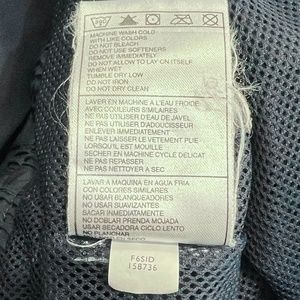 MACHINE WASH COLD
WITH LIKE COLORS
DO NOT BLEACH
DO NOT USE SOFTENERS
REMOVE IMMEDIATELY
DO NOT ALLOW TO LAY ON ITSELF
WHEN WET
TUMBLE DRY LOW
DO NOT IRON
DO NOT DRY CLEAN
LAVER EN MACHINE A L'EAU FROIDE
AVEC COULEURS SIMILAIRES
NE PAS UTILISER D'EAU DE JAVEL
NE PAS UTILISER D'ADOUCISSEUR
ENLEVER IMMEDIATEMENT
NE PAS LAISSER LE VETEMENT PLIE
LORSQU'IL EST MOUILLE
SECHER EN MACHINE CYCLE DELICAT
NE PAS REPASSER
NE PAS NETTOYER A SEC
LAVAR A MAQUINA EN AGUA FRIA
CON COLORES SIMILARES
NO USAR BLANQUEADORES
NO USAR SUAVIZANTES
SACAR INMEDIATAMENTE
NO DOBLAR PRENDA MOJADA
USAR SECADORA CICLO LENTO
NO PLANCHAR
F6SID
158736